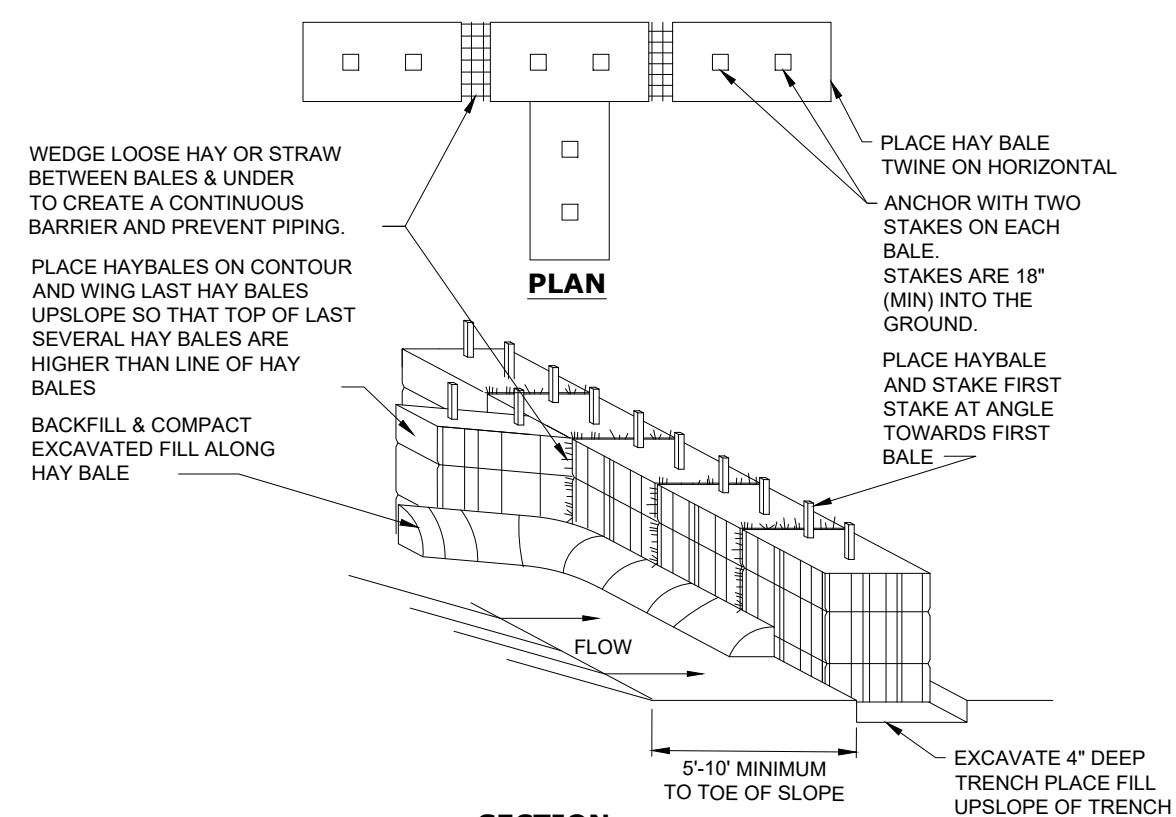 WEDGE LOOSE HAY OR STRAW
BETWEEN BALES & UNDER
TO CREATE A CONTINUOUS
BARRIER AND PREVENT PIPING.
PLACE HAYBALES ON CONTOUR
AND WING LAST HAY BALES
UPSLOPE SO THAT TOP OF LAST
SEVERAL HAY BALES ARE
HIGHER THAN LINE OF HAY
BALES
BACKFILL & COMPACT
EXCAVATED FILL ALONG
HAY BALE
PLAN
PLACE HAY BALE
TWINE ON HORIZONTAL
ANCHOR WITH TWO
STAKES ON EACH
BALE.
STAKES ARE 18"
(MIN) INTO THE
GROUND.
PLACE HAYBALE
AND STAKE FIRST
STAKE AT ANGLE
TOWARDS FIRST
BALE
FLOW
5'-10' MINIMUM
TO TOE OF SLOPE
EXCAVATE 4" DEEP
TRENCH PLACE FILL
UPSLOPE OF TRENCH
SECTION